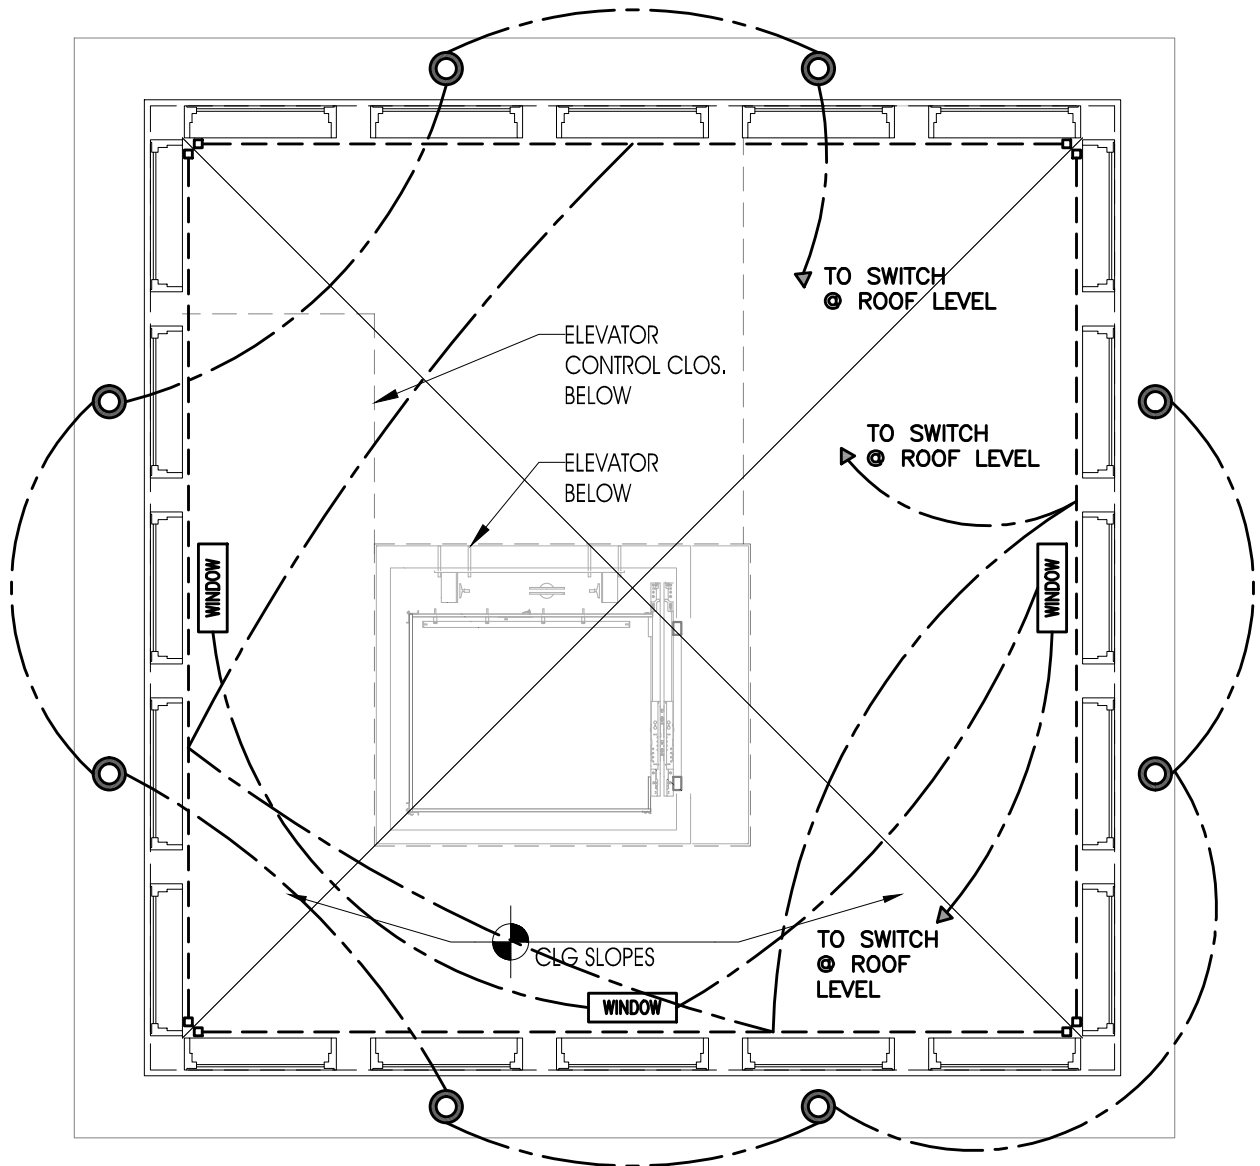 TO SWITCH
@ ROOF LEVEL
ELEVATOR
CONTROL CLOS.
BELOW
TO SWITCH
@ ROOF LEVEL
ELEVATOR
BELOW
WINDOW
WINDOW
TO SWITCH
@ ROOF
LEVEL
CLG SLOPES
WINDOW